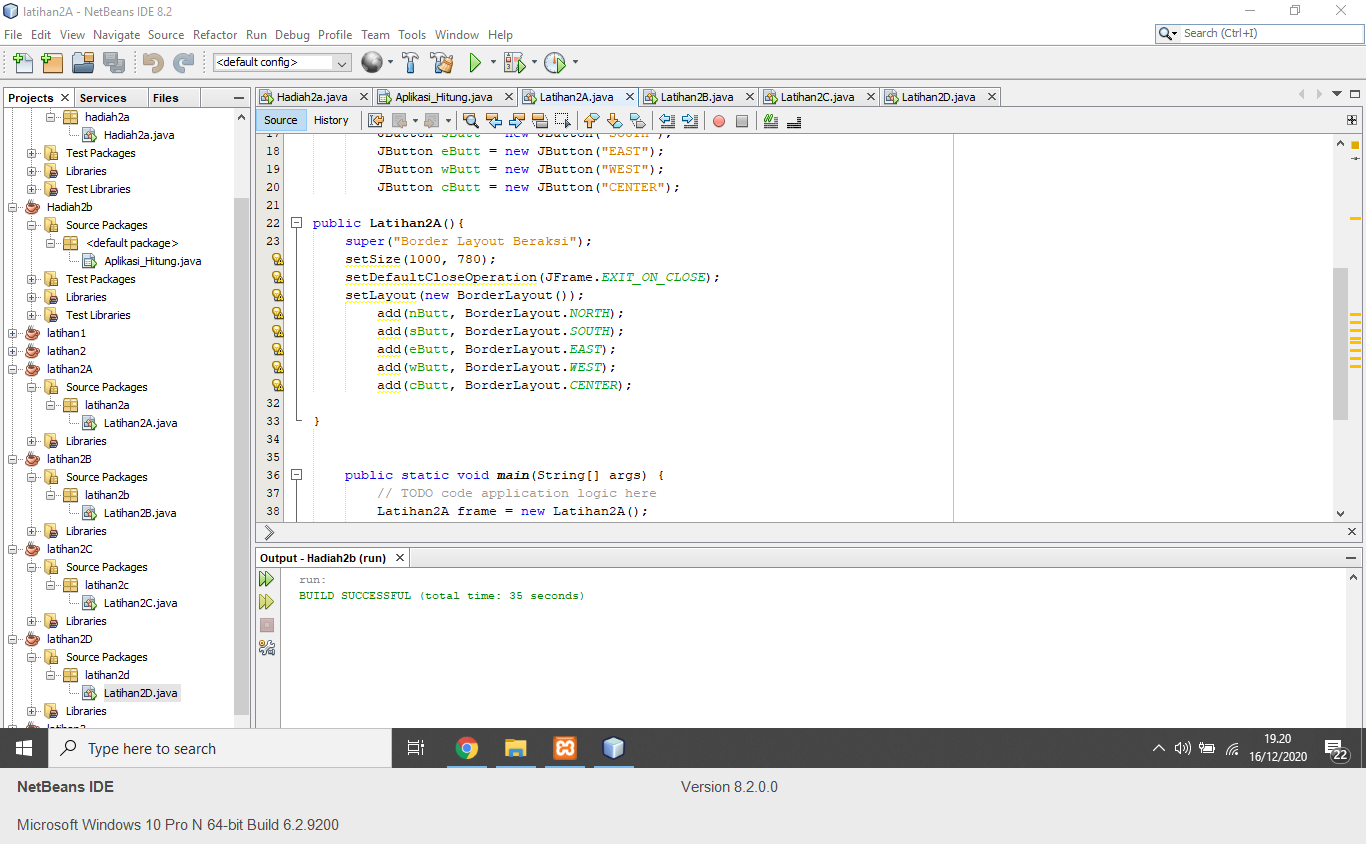 latihan2A - NetBeans IDE 8.2
File Edit View Navigate Source Refactor Run Debug Profile Team Tools Window Help
Search (Ctrl+I)
<default config>
Projects Services Files
hadiah2a
Hadiah2a.java
Test Packages
Libraries
Test Libraries
Hadiah2b
Source Packages
<default package>
Aplikasi_Hitung.java
Test Packages
Libraries
Test Libraries
latihan1
latihan2
latihan2A
Source Packages
latihan2a
Latihan2A.java
Libraries
latihan2B
Source Packages
latihan2b
Latihan2B.java
Libraries
latihan2C
Source Packages
latihan2c
Latihan2C.java
Libraries
latihan2D
Source Packages
latihan2d
Latihan2D.java
Libraries
Hadiah2a.java Aplikasi_Hitung.java Latihan2A.java Latihan2B.java Latihan2C.java Latihan2D.java
Source History
17 JButton sButt = new JButton("SOUTH");
18 JButton eButt = new JButton("EAST");
19 JButton wButt = new JButton("WEST");
20 JButton cButt = new JButton("CENTER");
21
22 public Latihan2A(){
23 super("Border Layout Beraksi");
setSize(1000, 780);
setDefaultCloseOperation(JFrame.EXIT_ON_CLOSE);
setLayout(new BorderLayout());
add(nButt, BorderLayout.NORTH);
add(sButt, BorderLayout.SOUTH);
add(eButt, BorderLayout.EAST);
add(wButt, BorderLayout.WEST);
add(cButt, BorderLayout.CENTER);
32
33 }
34
35
36 public static void main(String[] args) {
37 // TODO code application logic here
38 Latihan2A frame = new Latihan2A();
Output - Hadiah2b (run)
run:
BUILD SUCCESSFUL (total time: 35 seconds)
Type here to search
19.20
16/12/2020
22
NetBeans IDE Version 8.2.0.0
Microsoft Windows 10 Pro N 64-bit Build 6.2.9200